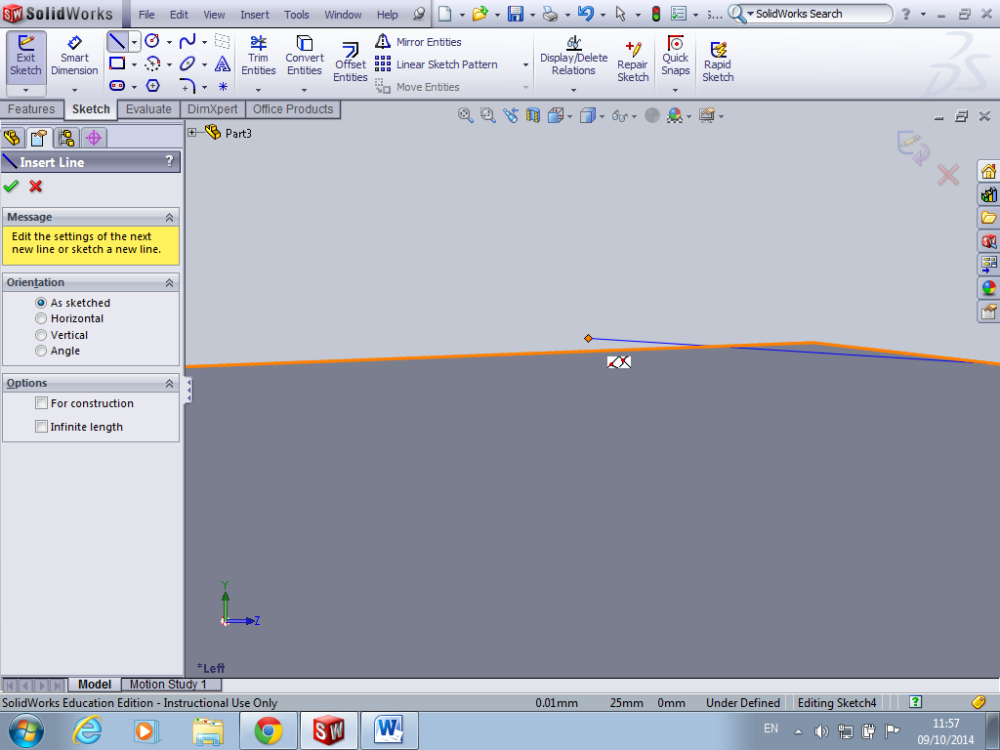 SW SolidWorks File Edit View Insert Tools Window Help S... SolidWorks Search ?
Exit Sketch
Smart Dimension
Trim Entities
Convert Entities
Offset Entities
Mirror Entities
Linear Sketch Pattern
Move Entities
Display/Delete Relations
Repair Sketch
Quick Snaps
Rapid Sketch
Features Sketch Evaluate DimXpert Office Products
Part3
Insert Line ?
Message
Edit the settings of the next
new line or sketch a new line.
Orientation
As sketched
Horizontal
Vertical
Angle
Options
For construction
Infinite length
Y
Z
*Left
Model Motion Study 1
SolidWorks Education Edition - Instructional Use Only 0.01mm 25mm 0mm Under Defined Editing Sketch4 ?
SW W EN 11:57
09/10/2014